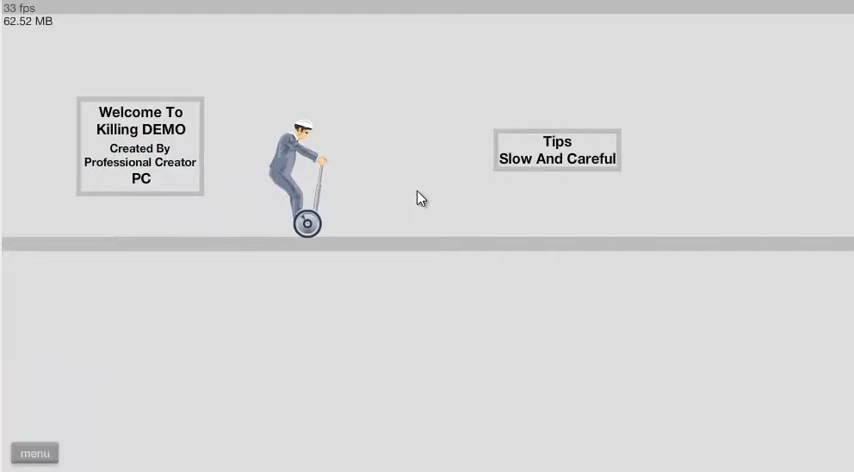 33 fps
62.52 MB
Welcome To
Killing DEMO
Created By
Professional Creator
PC
Tips
Slow And Careful
menu